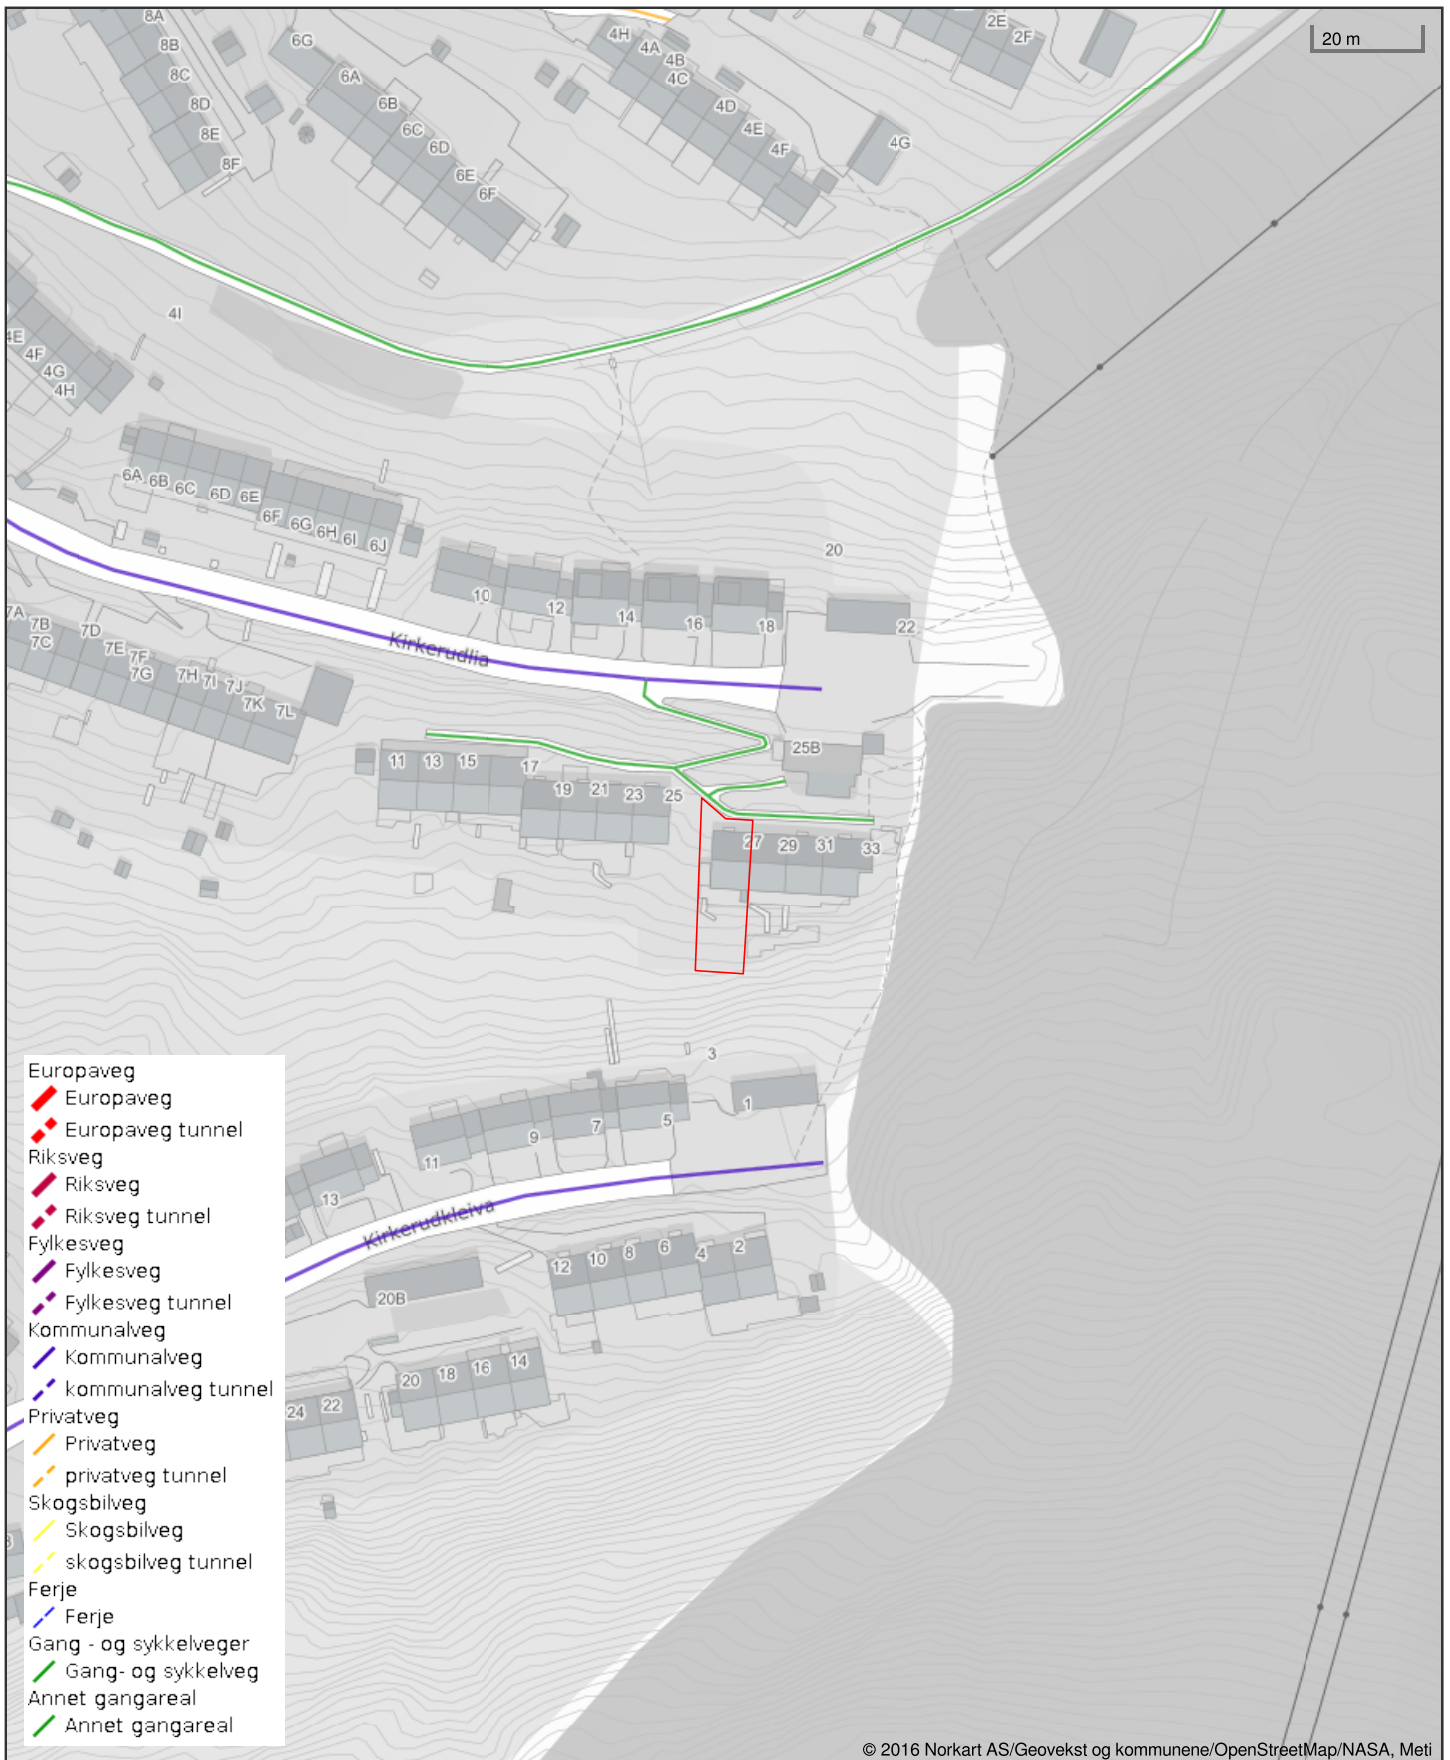 8A
8B
8C
8D
8E
8F
6G
6A
6B
6C
6D
6E
6F
4H
4A
4B
4C
4D
4E
4F
4G
2E
2F
20 m
4I
4E
4F
4G
4H
6A
6B
6C
6D
6E
6F
6G
6H
6I
6J
10
12
14
16
18
20
22
Kirkerudlia
7A
7B
7C
7D
7E
7F
7G
7H
7I
7J
7K
7L
11
13
15
17
19
21
23
25
25B
27
29
31
33
3
1
5
7
9
11
13
Kirkerudkleiva
12
10
8
6
4
2
20B
20
18
16
14
24
22
Europaveg
Europaveg
Europaveg tunnel
Riksveg
Riksveg
Riksveg tunnel
Fylkesveg
Fylkesveg
Fylkesveg tunnel
Kommunalveg
Kommunalveg
kommunalveg tunnel
Privatveg
Privatveg
privatveg tunnel
Skogsbilveg
Skogsbilveg
skogsbilveg tunnel
Ferje
Ferje
Gang - og sykkelveger
Gang- og sykkelveg
Annet gangareal
Annet gangareal
© 2016 Norkart AS/Geovekst og kommunene/OpenStreetMap/NASA, Meti